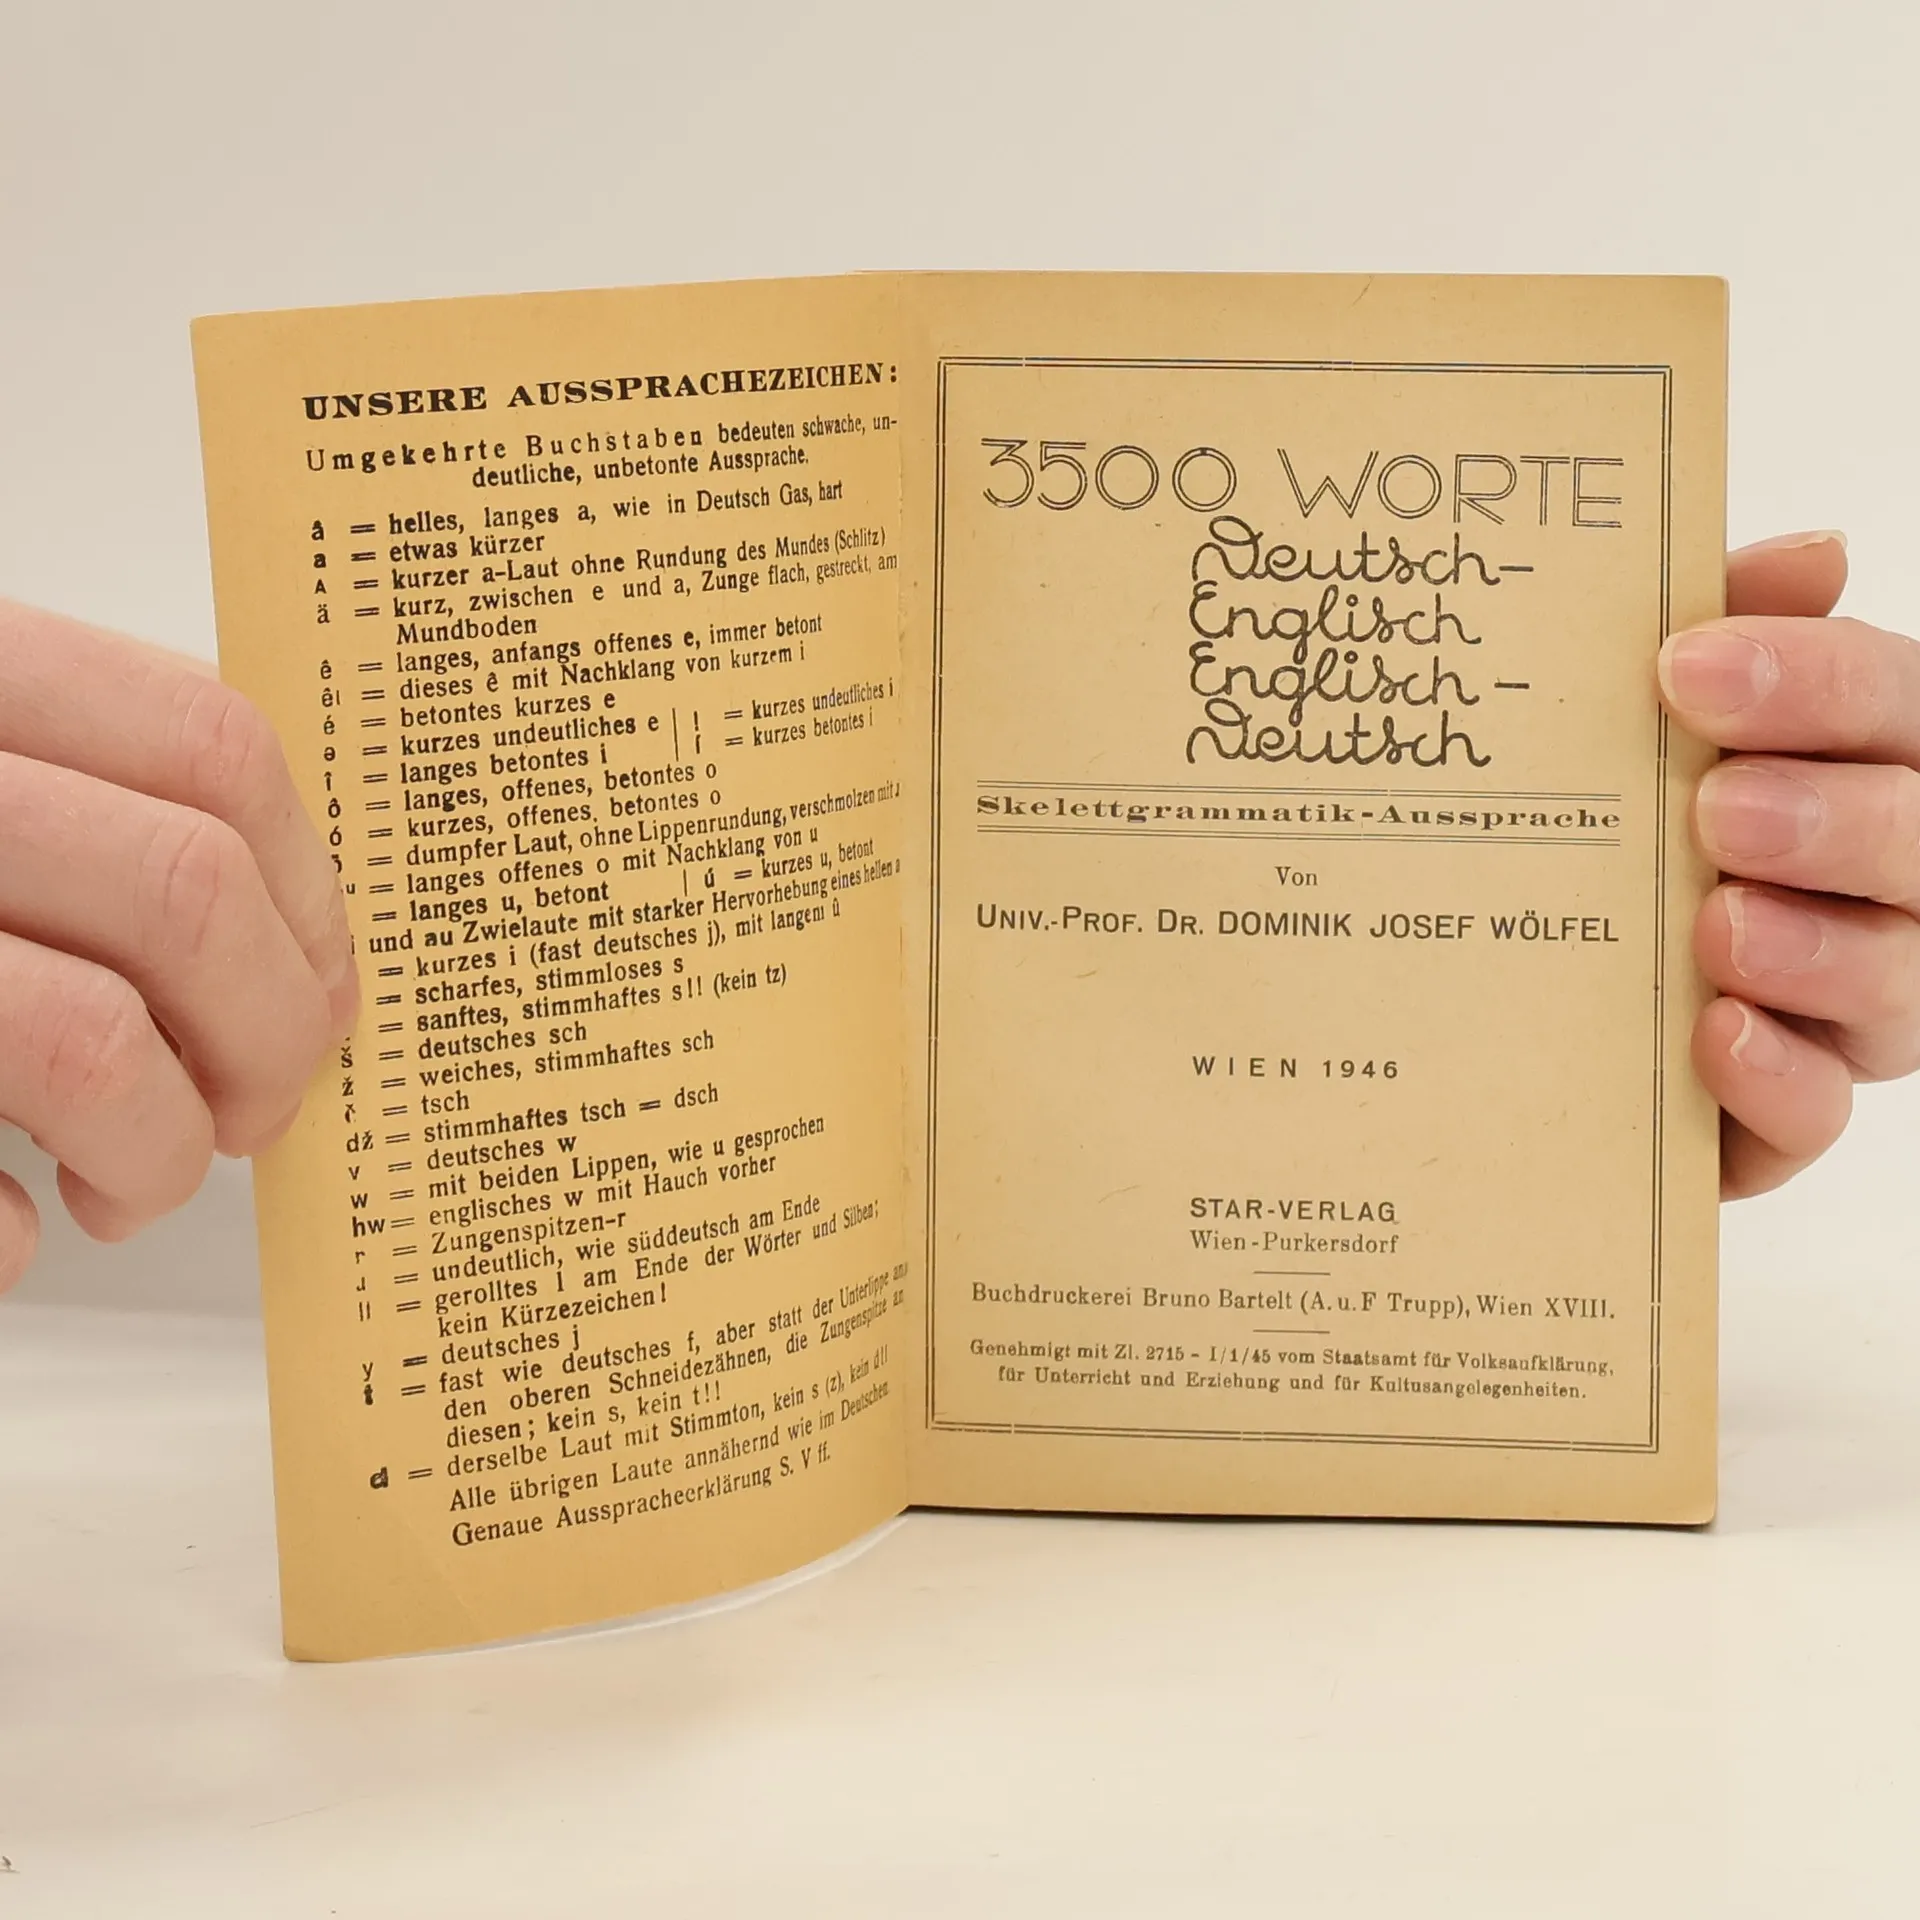 UNSERE AUSSPRACHEZEICHEN:
Umgekehrte Buchstaben bedeuten schwache, un-
deutliche, unbetonte Aussprache.
â = helles, langes a, wie in Deutsch Gas, hart
a = etwas kürzer
ᴀ = kurzer a-Laut ohne Rundung des Mundes (Schlitz)
ä = kurz, zwischen e und a, Zunge flach, gestreckt, am
Mundboden
ê = langes, anfangs offenes e, immer betont
êı = dieses ê mit Nachklang von kurzem i
é = betontes kurzes e
ə = kurzes undeutliches e | ! = kurzes undeutliches i
î = langes betontes i | í = kurzes betontes i
ô = langes, offenes, betontes o
ó = kurzes, offenes, betontes o
= dumpfer Laut, ohne Lippenrundung, verschmolzen mit
u = langes offenes o mit Nachklang von u
= langes u, betont | ú = kurzes u, betont
i und au Zwielaute mit starker Hervorhebung eines hellen a
= kurzes i (fast deutsches j), mit langem û
= scharfes, stimmloses s
= sanftes, stimmhaftes s!! (kein tz)
š = deutsches sch
ž = weiches, stimmhaftes sch
č = tsch
dž = stimmhaftes tsch = dsch
v = deutsches w
w = mit beiden Lippen, wie u gesprochen
hw = englisches w mit Hauch vorher
r = Zungenspitzen-r
ɹ = undeutlich, wie süddeutsch am Ende
ll = gerolltes l am Ende der Wörter und Silben;
kein Kürzezeichen!
y = deutsches j
ŧ = fast wie deutsches f, aber statt der Unterlippe an
den oberen Schneidezähnen, die Zungenspitze an
diesen; kein s, kein t!!
đ = derselbe Laut mit Stimmton, kein s (z), kein d!!
Alle übrigen Laute annähernd wie im Deutschen
Genaue Ausspracheerklärung S. V ff.
3500 WORTE
Deutsch-
Englisch
Englisch-
Deutsch
Skelettgrammatik-Aussprache
Von
UNIV.-PROF. DR. DOMINIK JOSEF WÖLFEL
WIEN 1946
STAR-VERLAG
Wien-Purkersdorf
Buchdruckerei Bruno Bartelt (A. u. F Trupp), Wien XVIII.
Genehmigt mit Zl. 2715 - I/1/45 vom Staatsamt für Volksaufklärung,
für Unterricht und Erziehung und für Kultusangelegenheiten.